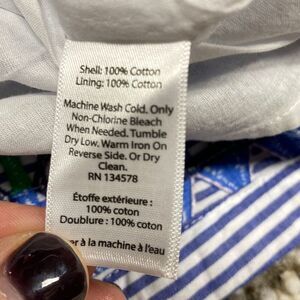 Shell: 100% Cotton
Lining: 100% Cotton
Machine Wash Cold. Only
Non-Chlorine Bleach
When Needed. Tumble
Dry Low. Warm Iron On
Reverse Side. Or Dry
Clean.
RN 134578
Étoffe extérieure :
100% coton
Doublure : 100% coton
er à la machine à l'eau